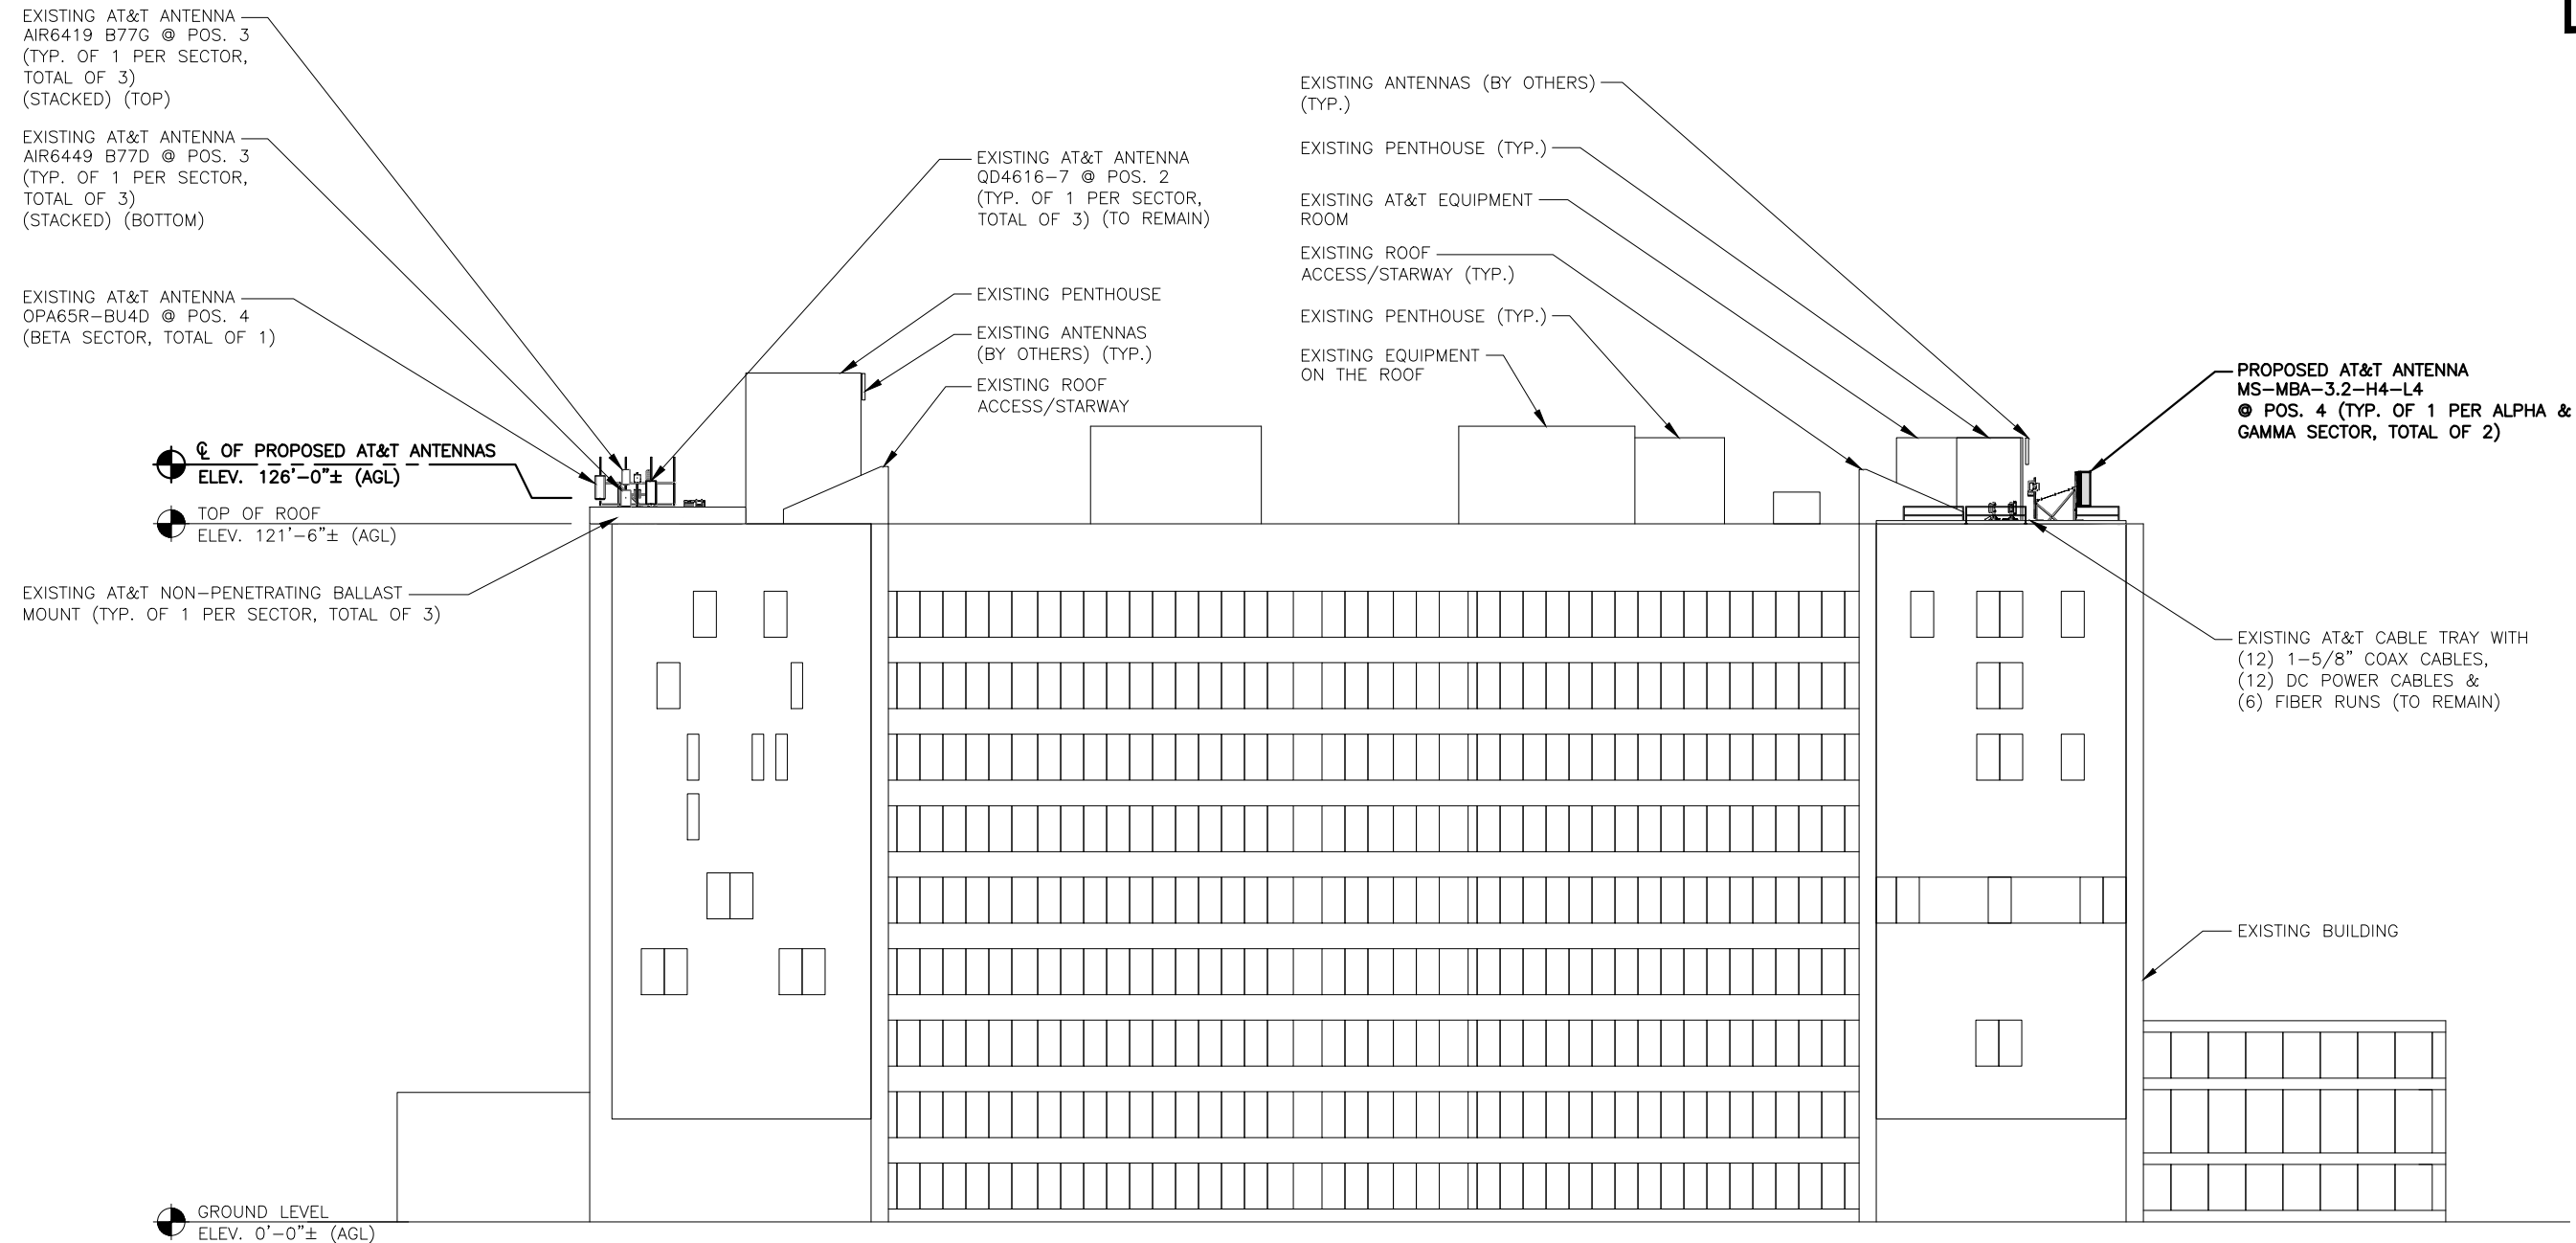 EXISTING AT&T ANTENNA
AIR6419 B77G @ POS. 3
(TYP. OF 1 PER SECTOR,
TOTAL OF 3)
(STACKED) (TOP)
EXISTING AT&T ANTENNA
AIR6449 B77D @ POS. 3
(TYP. OF 1 PER SECTOR,
TOTAL OF 3)
(STACKED) (BOTTOM)
EXISTING AT&T ANTENNA
OPA65R-BU4D @ POS. 4
(BETA SECTOR, TOTAL OF 1)
℄ OF PROPOSED AT&T ANTENNAS
ELEV. 126'-0"± (AGL)
TOP OF ROOF
ELEV. 121'-6"± (AGL)
EXISTING AT&T NON-PENETRATING BALLAST
MOUNT (TYP. OF 1 PER SECTOR, TOTAL OF 3)
GROUND LEVEL
ELEV. 0'-0"± (AGL)
EXISTING AT&T ANTENNA
QD4616-7 @ POS. 2
(TYP. OF 1 PER SECTOR,
TOTAL OF 3) (TO REMAIN)
EXISTING PENTHOUSE
EXISTING ANTENNAS
(BY OTHERS) (TYP.)
EXISTING ROOF
ACCESS/STARWAY
EXISTING ANTENNAS (BY OTHERS)
(TYP.)
EXISTING PENTHOUSE (TYP.)
EXISTING AT&T EQUIPMENT
ROOM
EXISTING ROOF
ACCESS/STARWAY (TYP.)
EXISTING PENTHOUSE (TYP.)
EXISTING EQUIPMENT
ON THE ROOF
PROPOSED AT&T ANTENNA
MS-MBA-3.2-H4-L4
@ POS. 4 (TYP. OF 1 PER ALPHA &
GAMMA SECTOR, TOTAL OF 2)
EXISTING AT&T CABLE TRAY WITH
(12) 1-5/8" COAX CABLES,
(12) DC POWER CABLES &
(6) FIBER RUNS (TO REMAIN)
EXISTING BUILDING